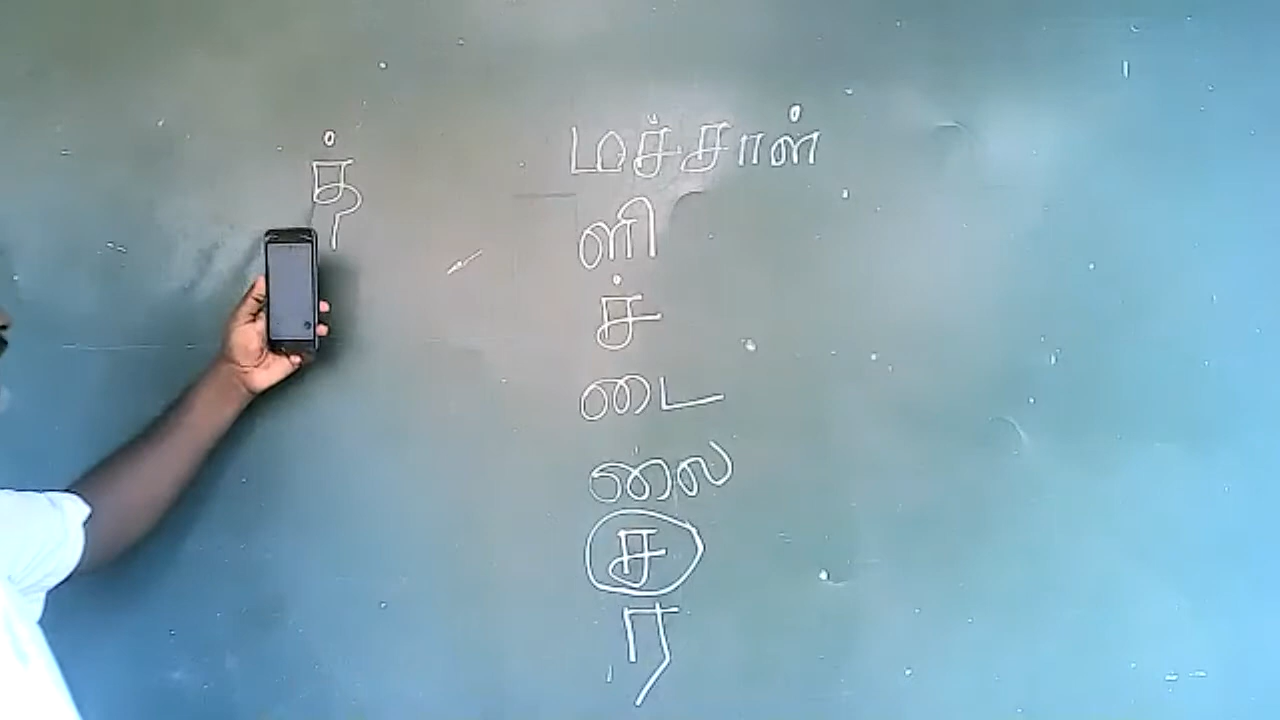 த்
மச்சான்
ளி
ச்
டை
லை
ச
ர